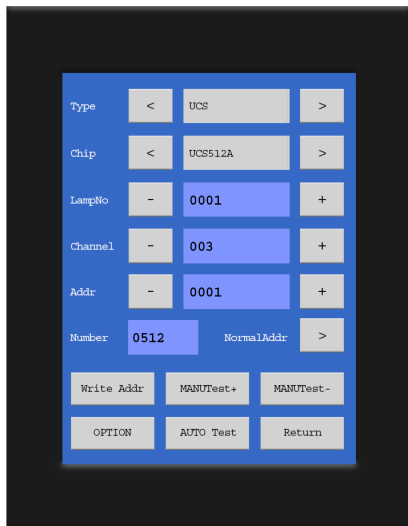 Type < UCS >
Chip < UCS512A >
LampNo - 0001 +
Channel - 003 +
Addr - 0001 +
Number 0512 NormalAddr >
Write Addr MANUTest+ MANUTest-
OPTION AUTO Test Return